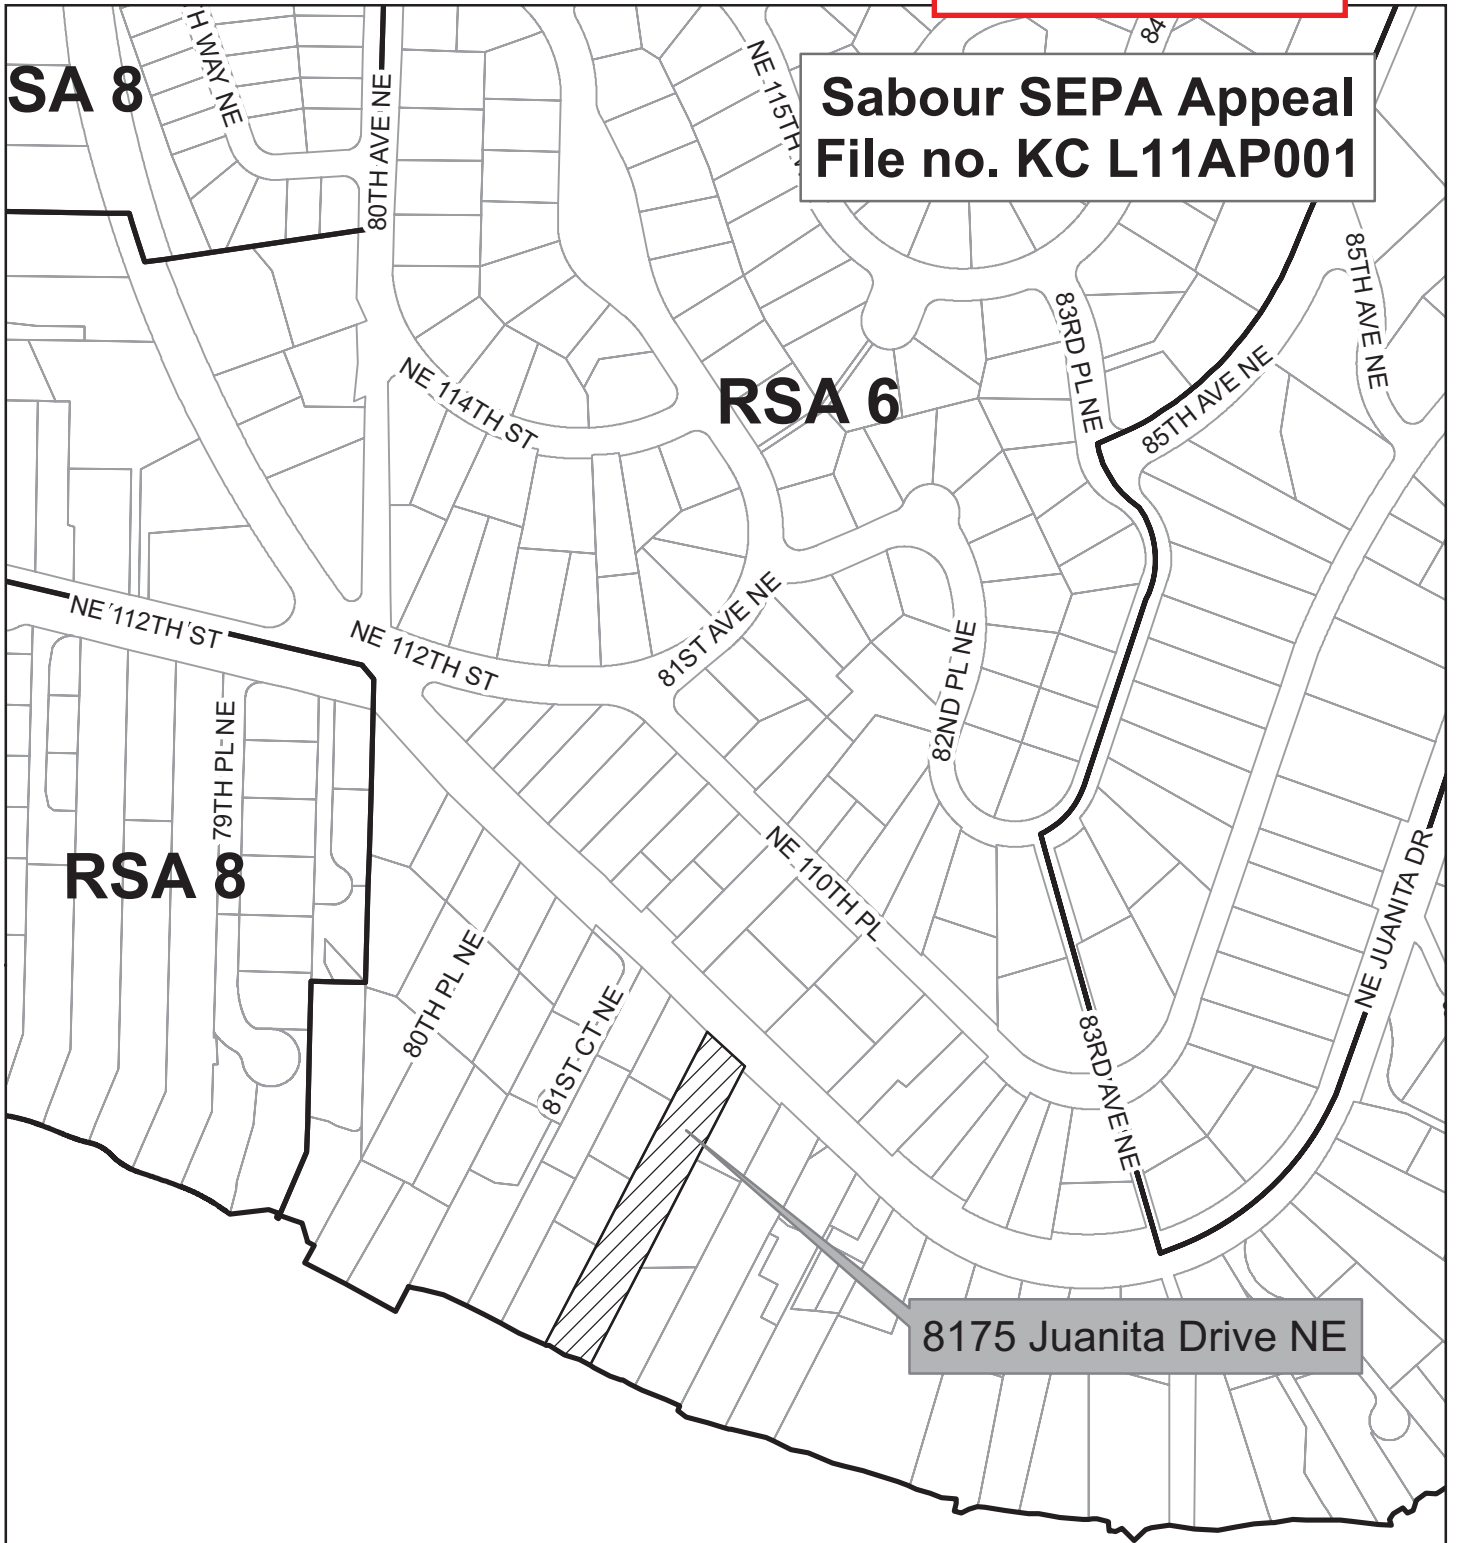 84
H WAY NE
SA 8
80TH AVE NE
NE 115TH
Sabour SEPA Appeal
File no. KC L11AP001
85TH AVE NE
83RD PL NE
NE 114TH ST
RSA 6
85TH AVE NE
NE 112TH ST
NE 112TH ST
81ST AVE NE
82ND PL NE
79TH PL NE
RSA 8
NE 110TH PL
NE JUANITA DR
80TH PL NE
81ST CT NE
83RD AVE NE
8175 Juanita Drive NE